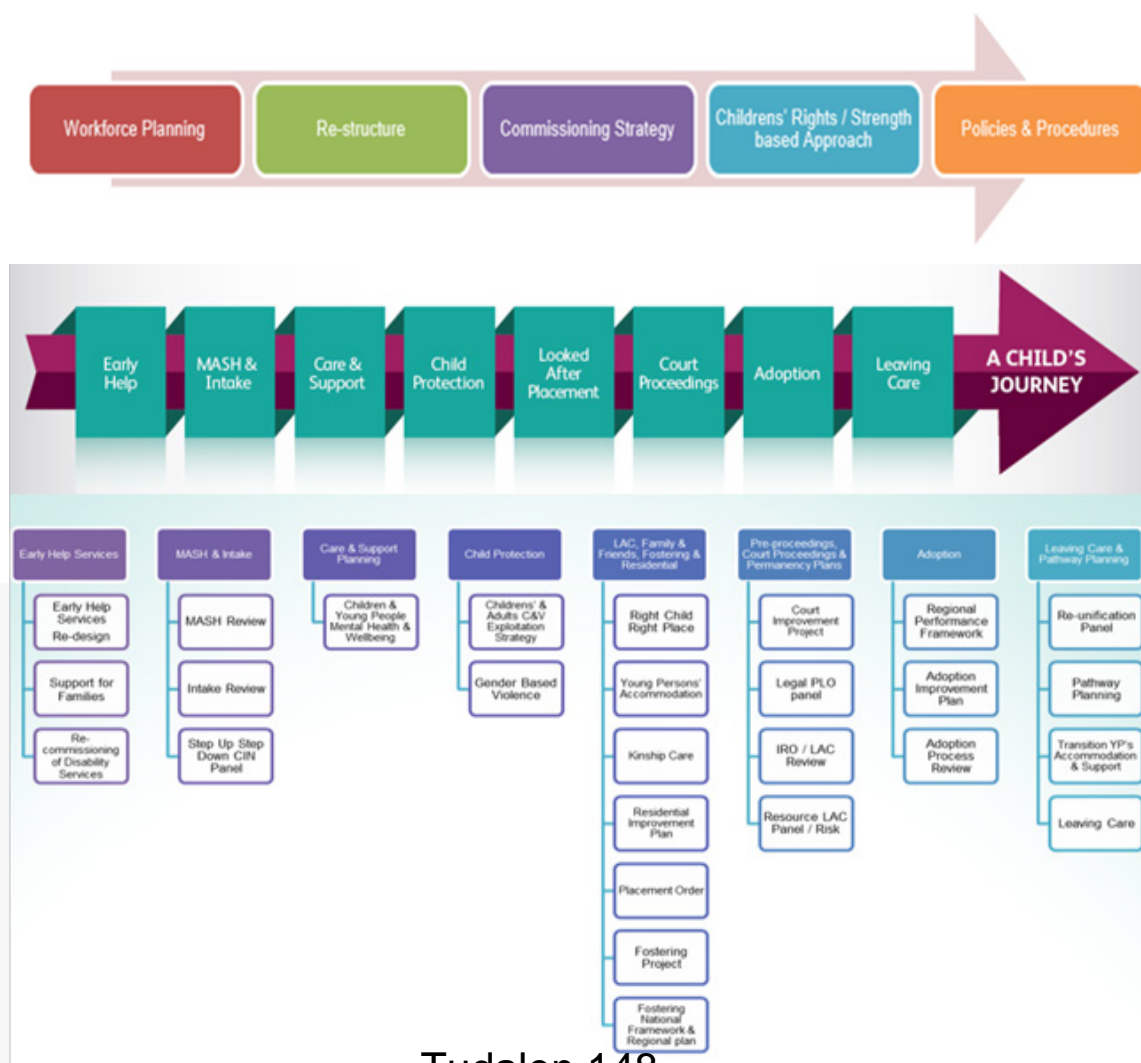 Workforce Planning
Re-structure
Commissioning Strategy
Childrens' Rights / Strength
based Approach
Policies & Procedures
Early
Help
MASH &
Intake
Care &
Support
Child
Protection
Looked
After
Placement
Court
Proceedings
Adoption
Leaving
Care
A CHILD'S
JOURNEY
Early Help Services
Early Help
Services
Re-design
Support for
Families
Re-
commissioning
of Disability
Services
MASH & Intake
MASH Review
Intake Review
Step Up Step
Down CIN
Panel
Care & Support
Planning
Children &
Young People
Mental Health &
Wellbeing
Child Protection
Childrens' &
Adults C&V
Exploitation
Strategy
Gender Based
Violence
LAC, Family &
Friends, Fostering &
Residential
Right Child
Right Place
Young Persons'
Accommodation
Kinship Care
Residential
Improvement
Plan
Placement Order
Fostering
Project
Fostering
National
Framework &
Regional plan
Pre-proceedings,
Court Proceedings &
Permanency Plans
Court
Improvement
Project
Legal PLO
panel
IRO / LAC
Review
Resource LAC
Panel / Risk
Adoption
Regional
Performance
Framework
Adoption
Improvement
Plan
Adoption
Process
Review
Leaving Care &
Pathway Planning
Re-unification
Panel
Pathway
Planning
Transition YP's
Accommodation
& Support
Leaving Care
Tudalen 148